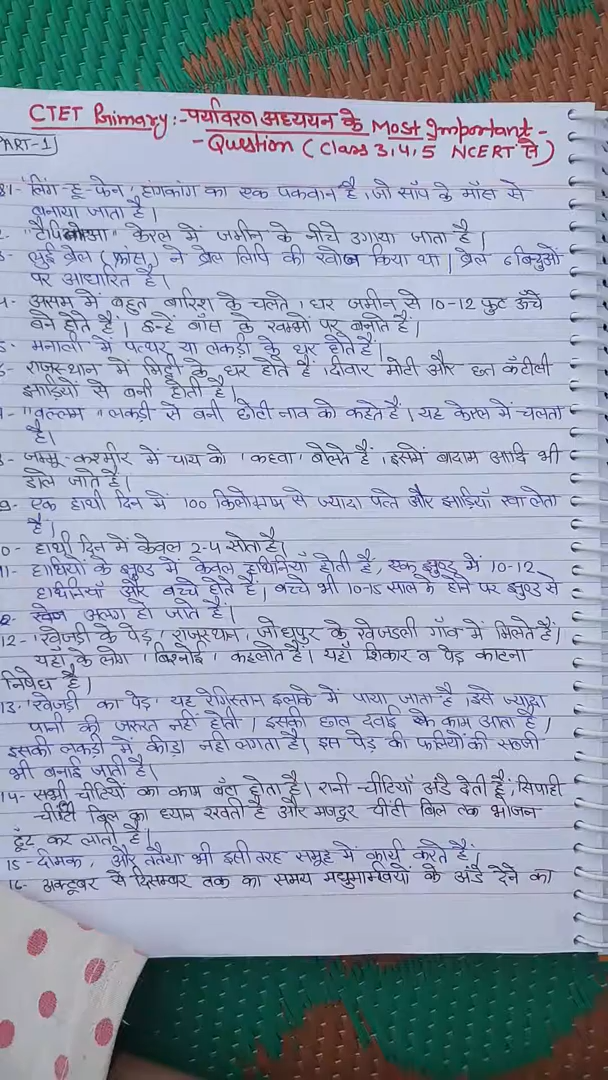 CTET Primary:- पर्यावरण अध्ययन के Most Important -
PART-1
- Question (Class 3,4,5 NCERT से)
1- 'लिंग-हू-फेन' हांगकांग का एक पकवान है, जो साँप के माँस से
बनाया जाता है।
2- "टैपिओका" केरल में जमीन के नीचे उगाया जाता है।
- लुई ब्रेल (फ्रांस) ने ब्रेल लिपि की खोज किया था। ब्रेल 6 बिंदुओं
पर आधारित है।
4- असम में बहुत बारिश के चलते, घर जमीन से 10-12 फुट ऊँचे
बने होते हैं। इन्हें बाँस के खम्भों पर बनाते हैं।
5- मनाली में पत्थर या लकड़ी के घर होते हैं।
6- राजस्थान में मिट्टी के घर होते हैं। दीवार मोटी और छत कँटीली
झाड़ियों से बनी होती है।
- "वल्लम" लकड़ी से बनी छोटी नाव को कहते हैं। यह केरल में चलता
है।
8- जम्मू-कश्मीर में चाय को 'कहवा' बोलते हैं, इसमें बादाम आदि भी
डाले जाते हैं।
9- एक हाथी दिन में 100 किलोग्राम से ज्यादा पत्ते और झाड़ियाँ खा लेता
है।
0- हाथी दिन में केवल 2-4 सोता है।
11- हाथियों के झुण्ड में केवल हथिनियाँ होती हैं, एक झुण्ड में 10-12
हाथिनियाँ और बच्चे होते हैं। बच्चे भी 10-15 साल के होने पर झुण्ड से
अलग हो जाते हैं।
12- 'खेजड़ी के पेड़', राजस्थान, जोधपुर के खेजडली गाँव में मिलते हैं।
यहाँ के लोग 'बिश्नोई' कहलाते हैं। यहाँ शिकार व पेड़ काटना
निषेध है।
13- 'खेजड़ी का पेड़' यह रेगिस्तान इलाके में पाया जाता है। इसे ज्यादा
पानी की जरूरत नहीं होती। इसकी छाल दवाई के काम आता है।
इसकी लकड़ी में कीड़ा नहीं लगता है। इस पेड़ की फलियों की सब्जी
भी बनाई जाती है।
14- सभी चींटियों का काम बँटा होता है। रानी चींटियाँ अंडे देती हैं, सिपाही
चींटी बिल का ध्यान रखती है और मजदूर चींटी बिल तक भोजन
ढूँढ कर लाती है।
15- दीमक, और ततैया भी इसी तरह समूह में कार्य करते हैं।
16- अक्टूबर से दिसम्बर तक का समय मधुमक्खियों के अंडे देने का